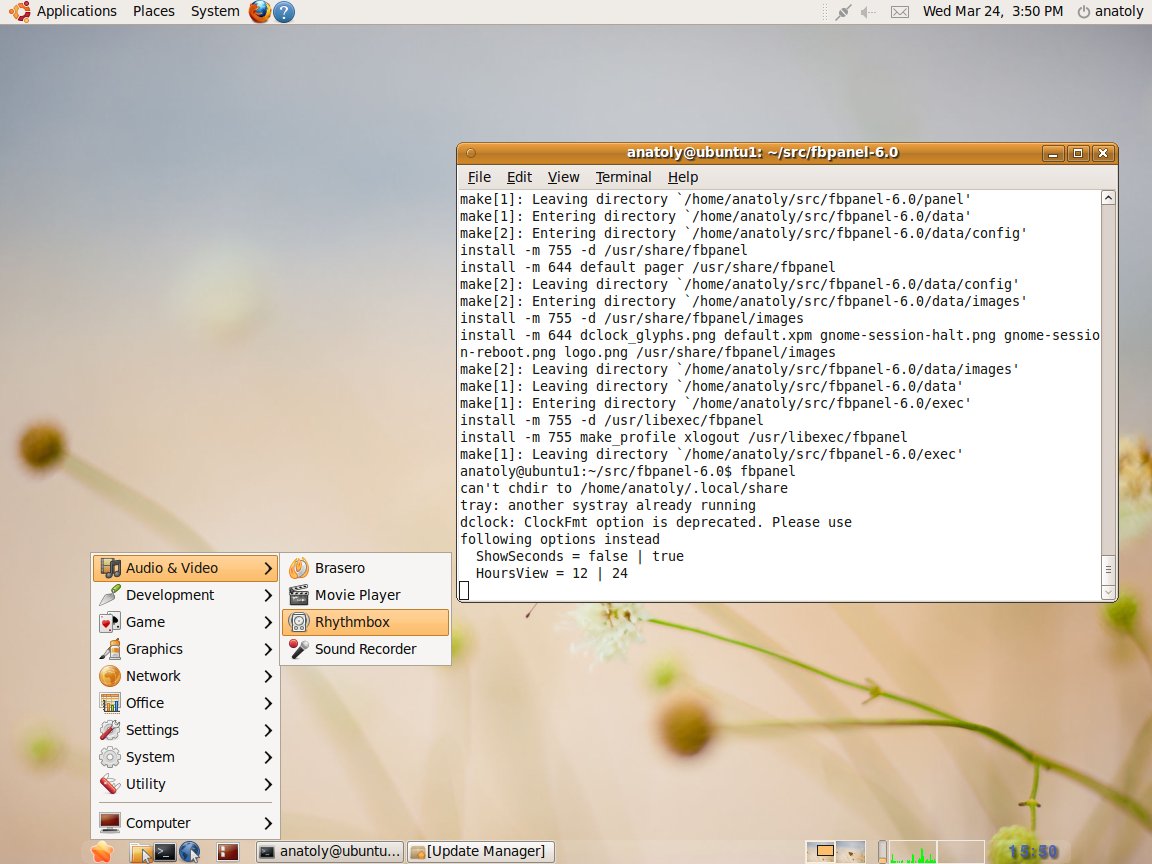 Applications Places System ? Wed Mar 24, 3:50 PM anatoly
anatoly@ubuntu1: ~/src/fbpanel-6.0
File Edit View Terminal Help
make[1]: Leaving directory `/home/anatoly/src/fbpanel-6.0/panel'
make[1]: Entering directory `/home/anatoly/src/fbpanel-6.0/data'
make[2]: Entering directory `/home/anatoly/src/fbpanel-6.0/data/config'
install -m 755 -d /usr/share/fbpanel
install -m 644 default pager /usr/share/fbpanel
make[2]: Leaving directory `/home/anatoly/src/fbpanel-6.0/data/config'
make[2]: Entering directory `/home/anatoly/src/fbpanel-6.0/data/images'
install -m 755 -d /usr/share/fbpanel/images
install -m 644 dclock_glyphs.png default.xpm gnome-session-halt.png gnome-sessio
n-reboot.png logo.png /usr/share/fbpanel/images
make[2]: Leaving directory `/home/anatoly/src/fbpanel-6.0/data/images'
make[1]: Leaving directory `/home/anatoly/src/fbpanel-6.0/data'
make[1]: Entering directory `/home/anatoly/src/fbpanel-6.0/exec'
install -m 755 -d /usr/libexec/fbpanel
install -m 755 make_profile xlogout /usr/libexec/fbpanel
make[1]: Leaving directory `/home/anatoly/src/fbpanel-6.0/exec'
anatoly@ubuntu1:~/src/fbpanel-6.0$ fbpanel
can't chdir to /home/anatoly/.local/share
tray: another systray already running
dclock: ClockFmt option is deprecated. Please use
following options instead
  ShowSeconds = false | true
  HoursView = 12 | 24
Audio & Video
Development
Game
Graphics
Network
Office
Settings
System
Utility
Computer
Brasero
Movie Player
Rhythmbox
Sound Recorder
anatoly@ubuntu... [Update Manager] 15:50